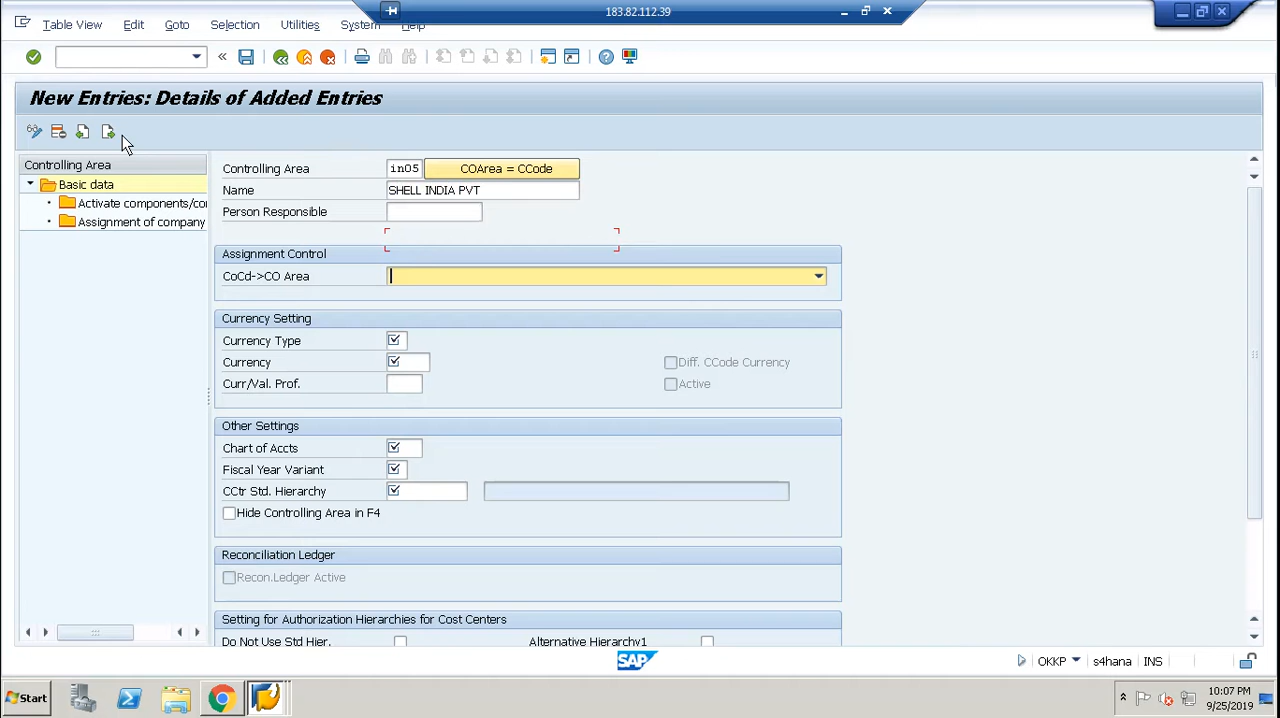 183.82.112.39
Table View Edit Goto Selection Utilities System Help
New Entries: Details of Added Entries
Controlling Area
Basic data
Activate components/co
Assignment of company
Controlling Area in05 COArea = CCode
Name SHELL INDIA PVT
Person Responsible
Assignment Control
CoCd->CO Area
Currency Setting
Currency Type
Currency Diff. CCode Currency
Curr/Val. Prof. Active
Other Settings
Chart of Accts
Fiscal Year Variant
CCtr Std. Hierarchy
Hide Controlling Area in F4
Reconciliation Ledger
Recon.Ledger Active
Setting for Authorization Hierarchies for Cost Centers
Do Not Use Std Hier. Alternative Hierarchy1
SAP OKKP s4hana INS
Start 10:07 PM
9/25/2019